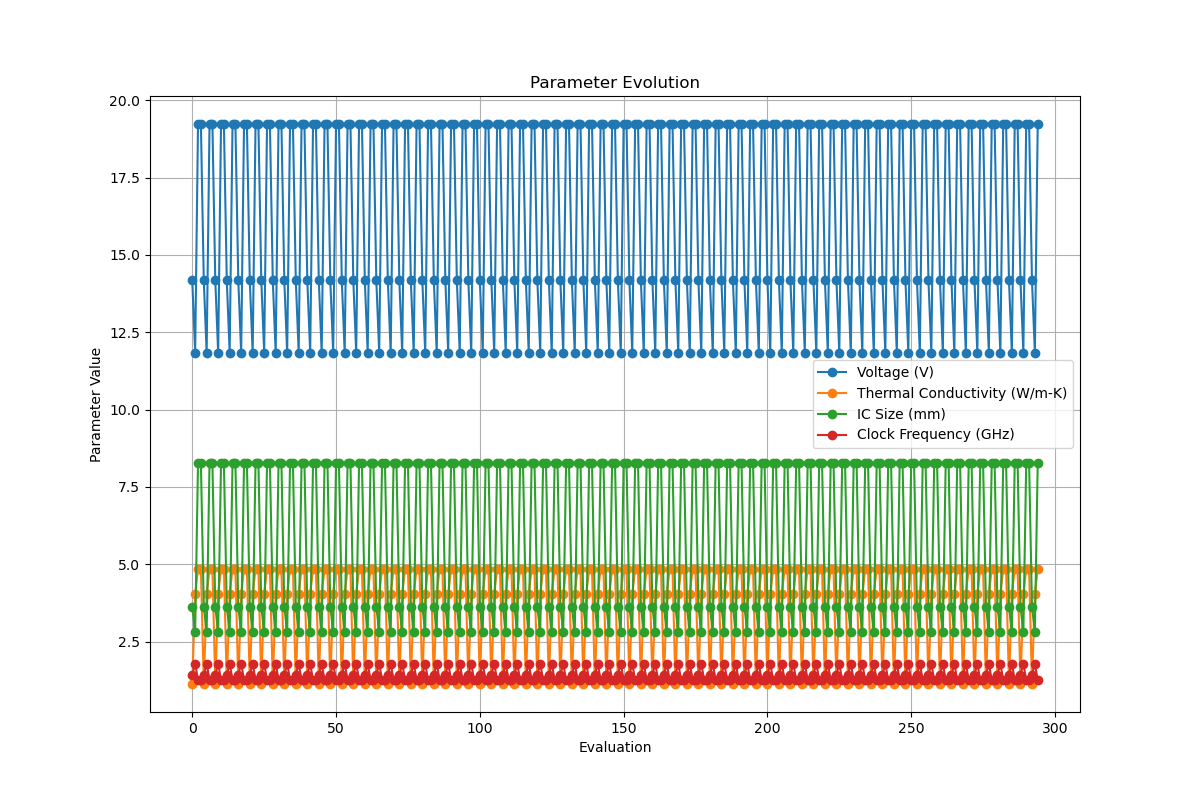 Parameter Evolution
20.0
17.5
15.0
12.5
10.0
7.5
5.0
2.5
Parameter Value
Voltage (V)
Thermal Conductivity (W/m-K)
IC Size (mm)
Clock Frequency (GHz)
0 50 100 150 200 250 300
Evaluation